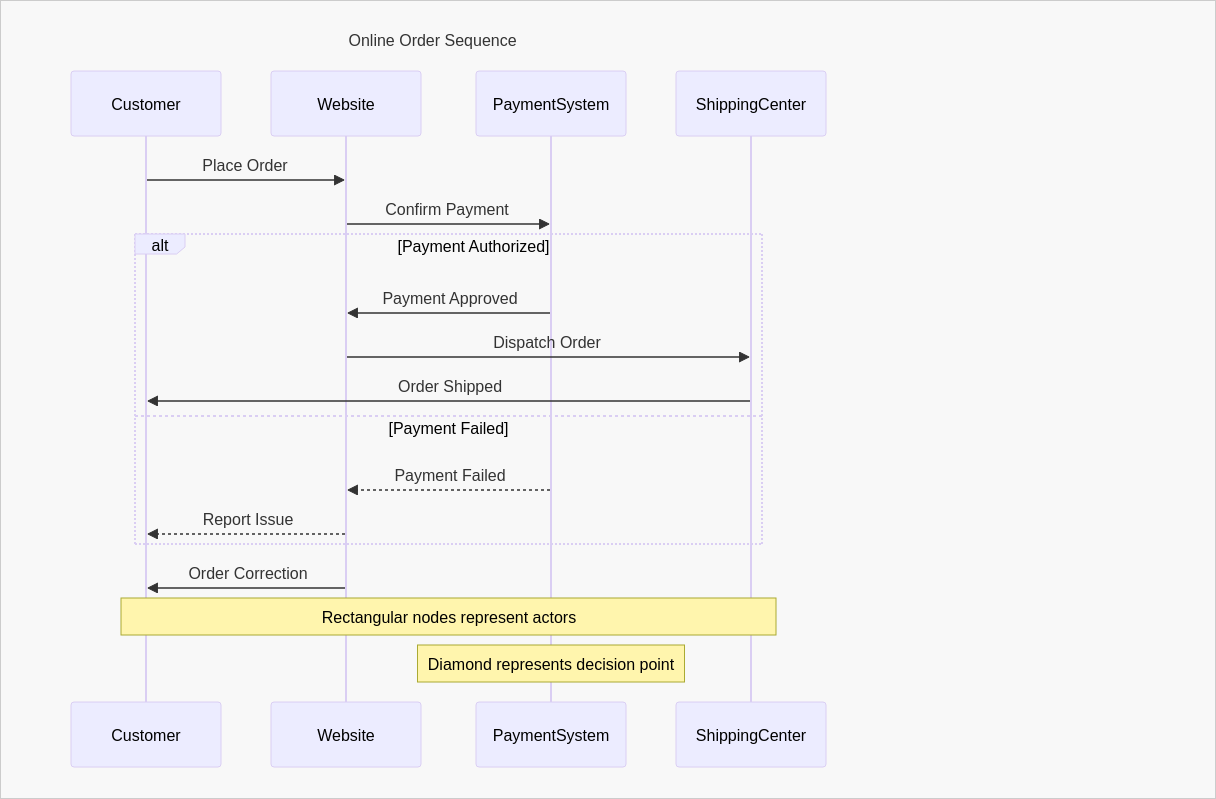 Online Order Sequence
Customer
Website
PaymentSystem
ShippingCenter
Place Order
Confirm Payment
alt
[Payment Authorized]
Payment Approved
Dispatch Order
Order Shipped
[Payment Failed]
Payment Failed
Report Issue
Order Correction
Rectangular nodes represent actors
Diamond represents decision point
Customer
Website
PaymentSystem
ShippingCenter